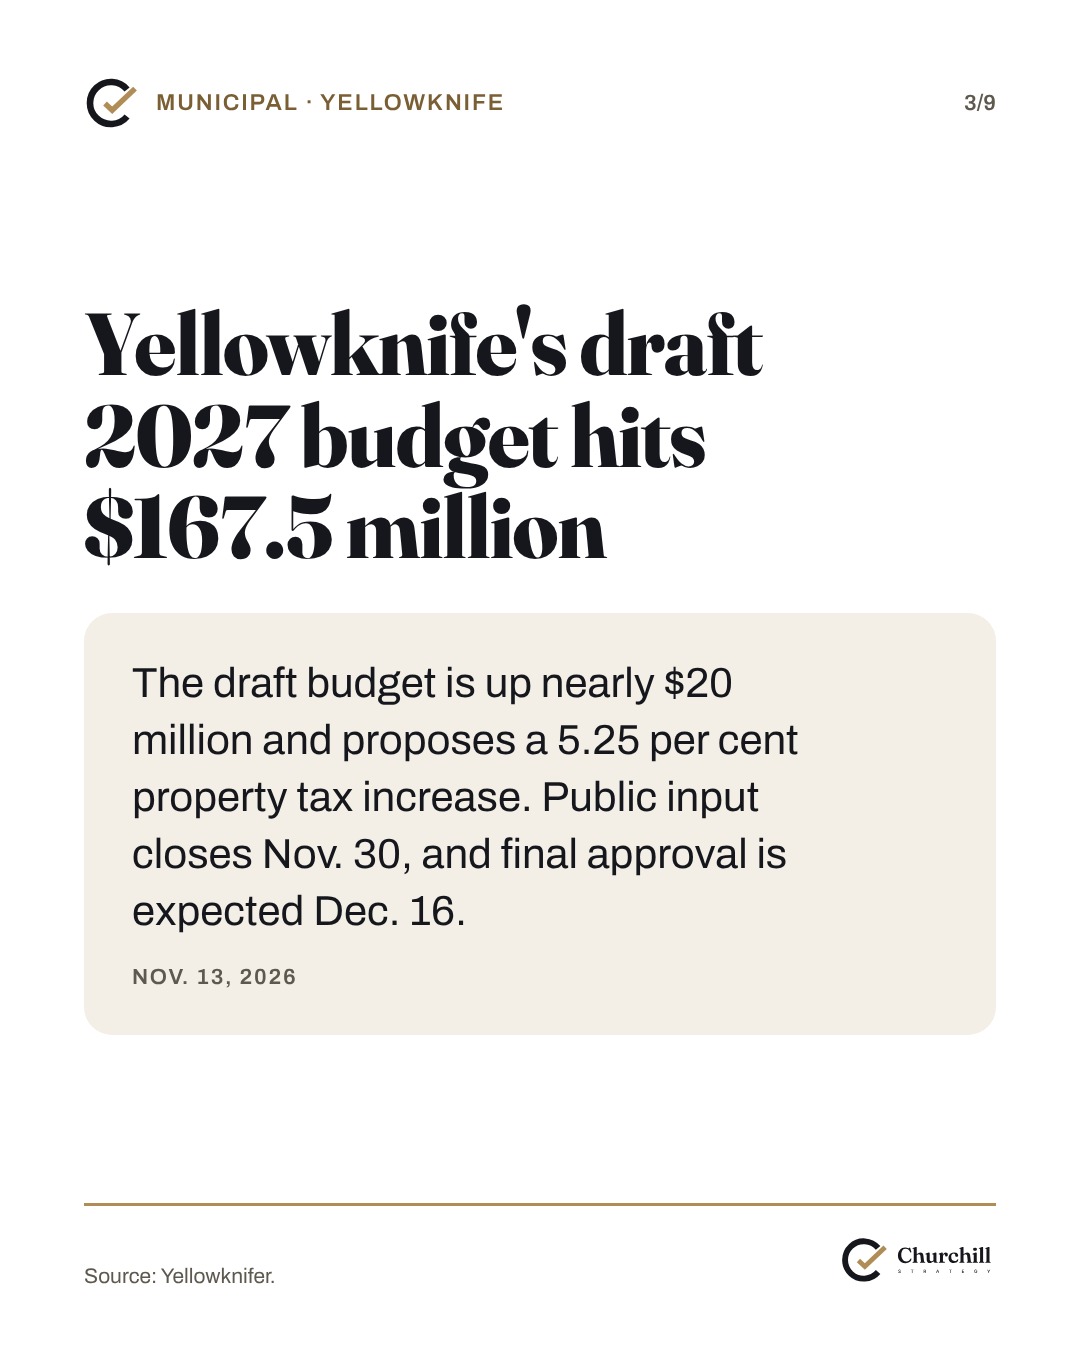 MUNICIPAL · YELLOWKNIFE
3/9
Yellowknife's draft
2027 budget hits
$167.5 million
The draft budget is up nearly $20
million and proposes a 5.25 per cent
property tax increase. Public input
closes Nov. 30, and final approval is
expected Dec. 16.
NOV. 13, 2026
Source: Yellowknifer.
Churchill
STRATEGY